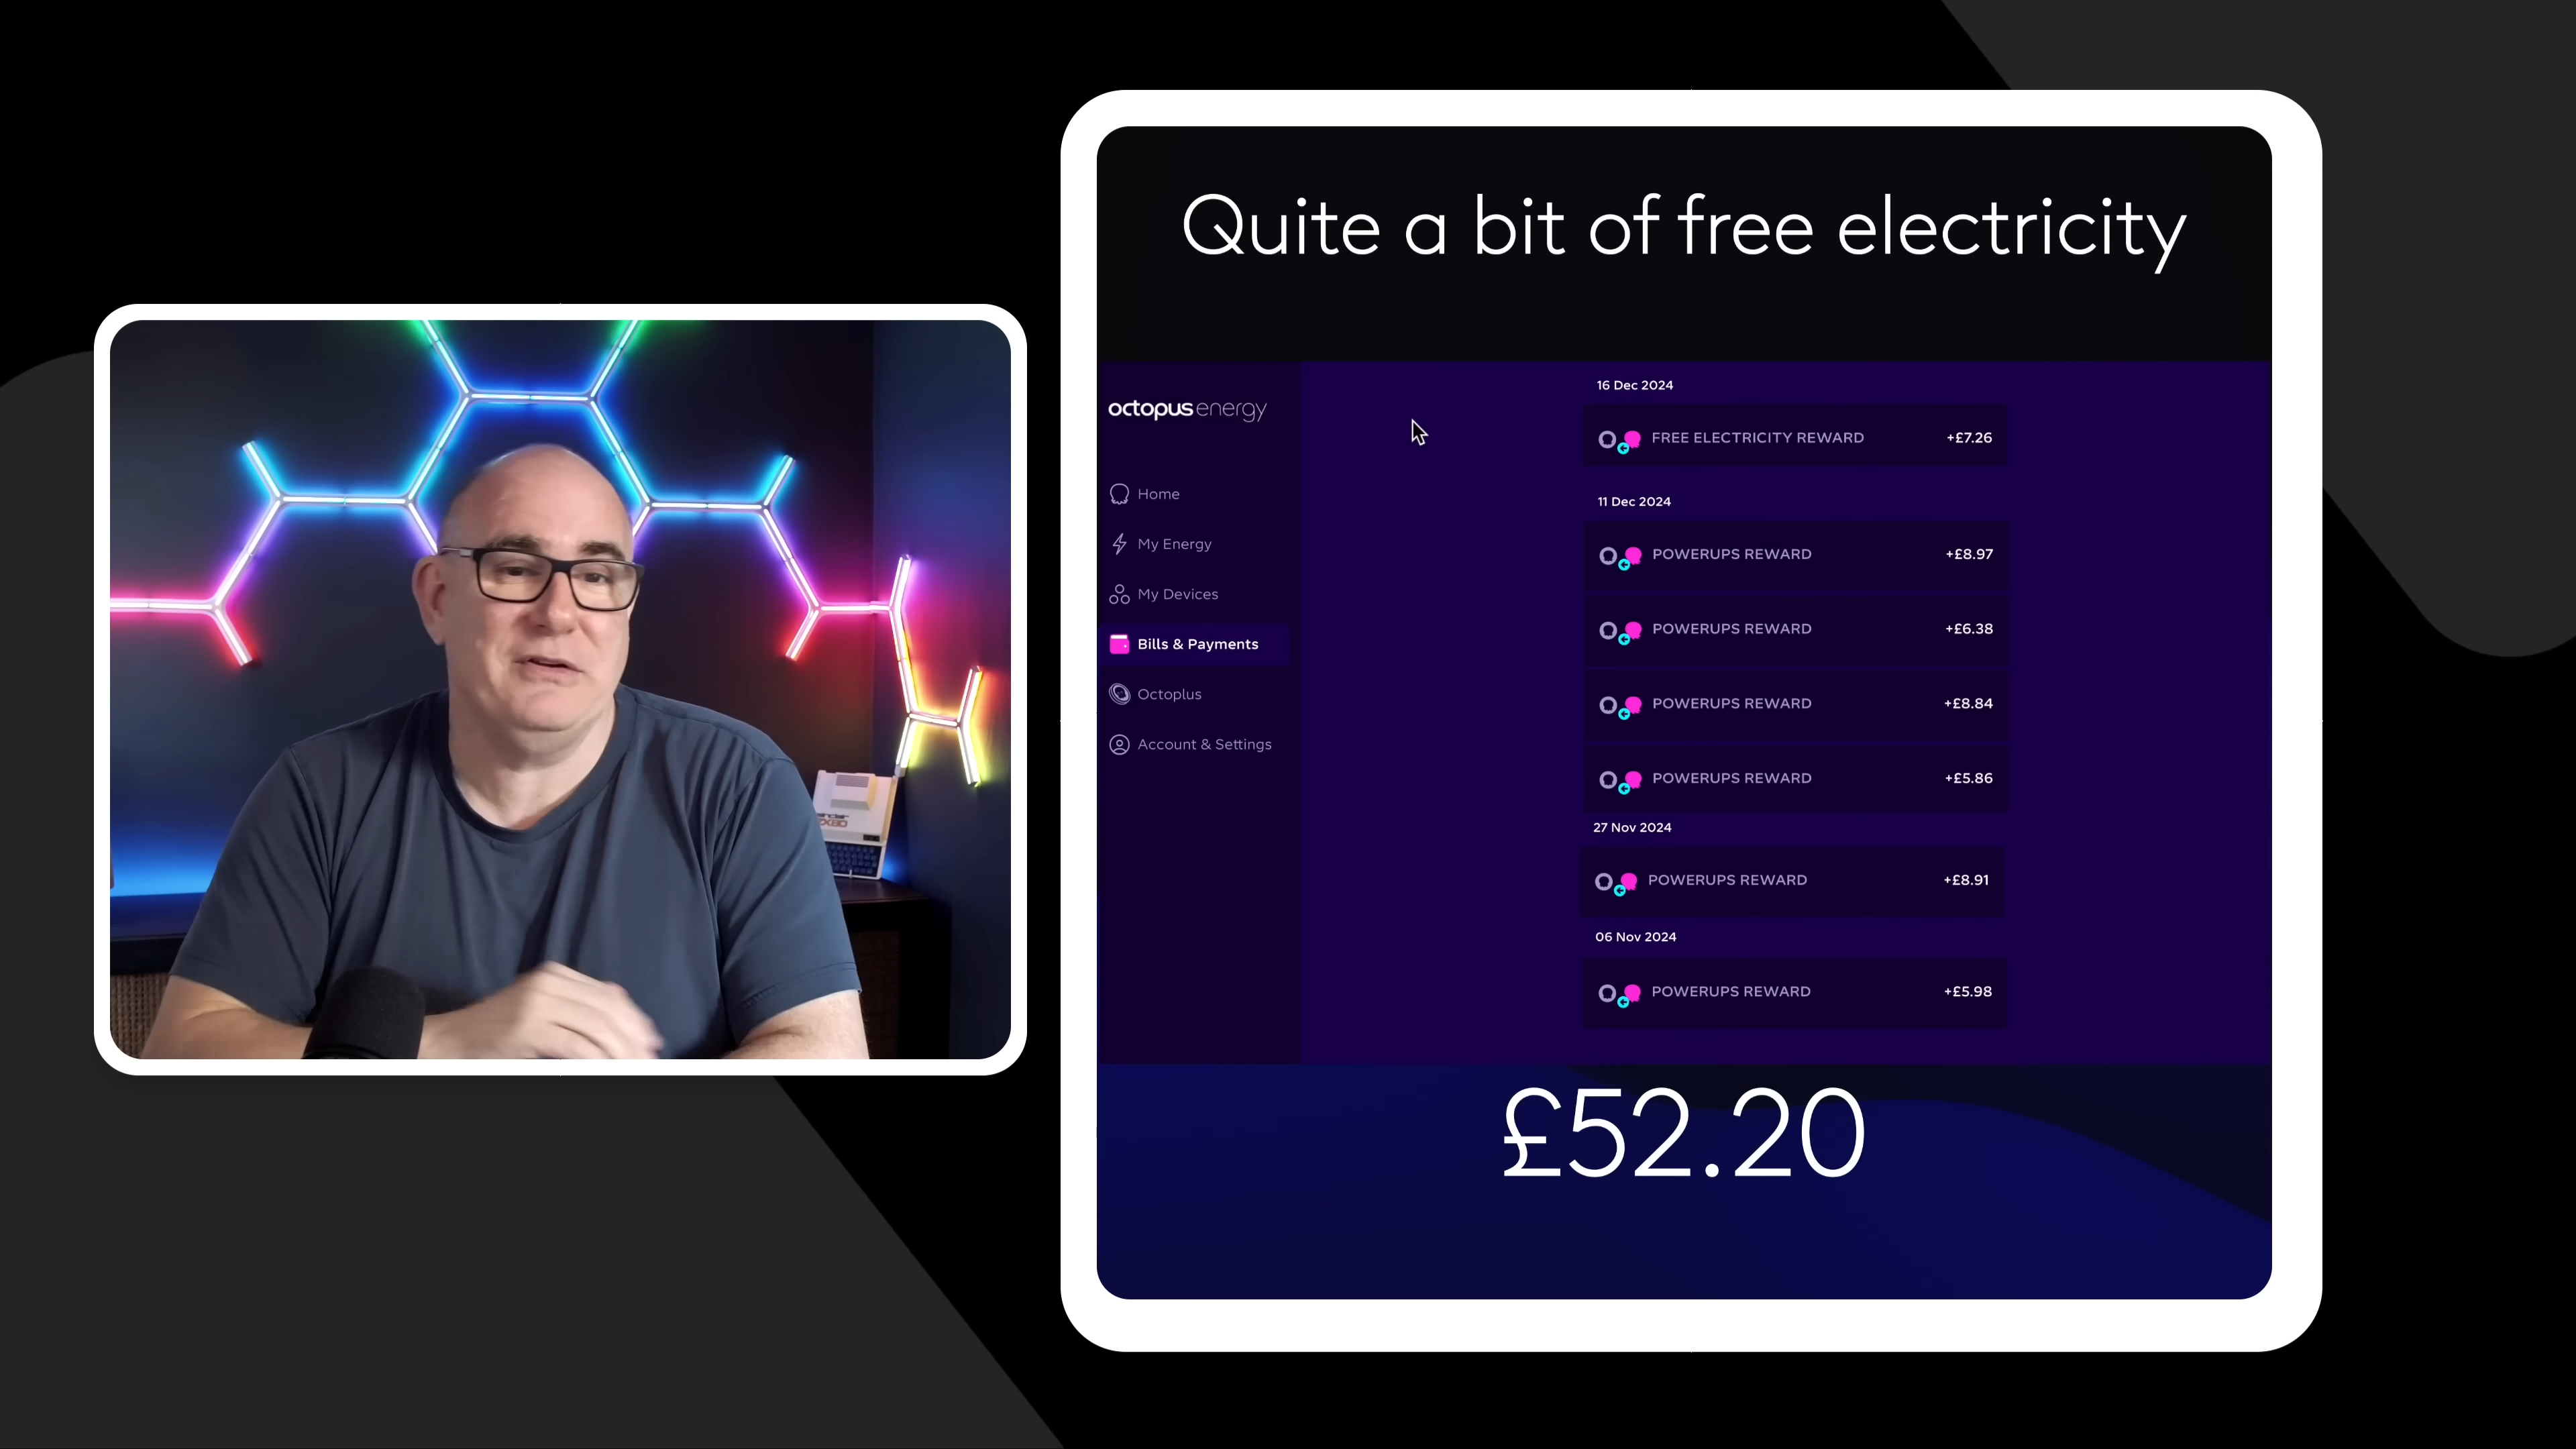 Quite a bit of free electricity
octopus energy
Home
My Energy
My Devices
Bills & Payments
Octoplus
Account & Settings
16 Dec 2024
FREE ELECTRICITY REWARD +£7.26
11 Dec 2024
POWERUPS REWARD +£8.97
POWERUPS REWARD +£6.38
POWERUPS REWARD +£8.84
POWERUPS REWARD +£5.86
27 Nov 2024
POWERUPS REWARD +£8.91
06 Nov 2024
POWERUPS REWARD +£5.98
£52.20
sinclair
ZX80